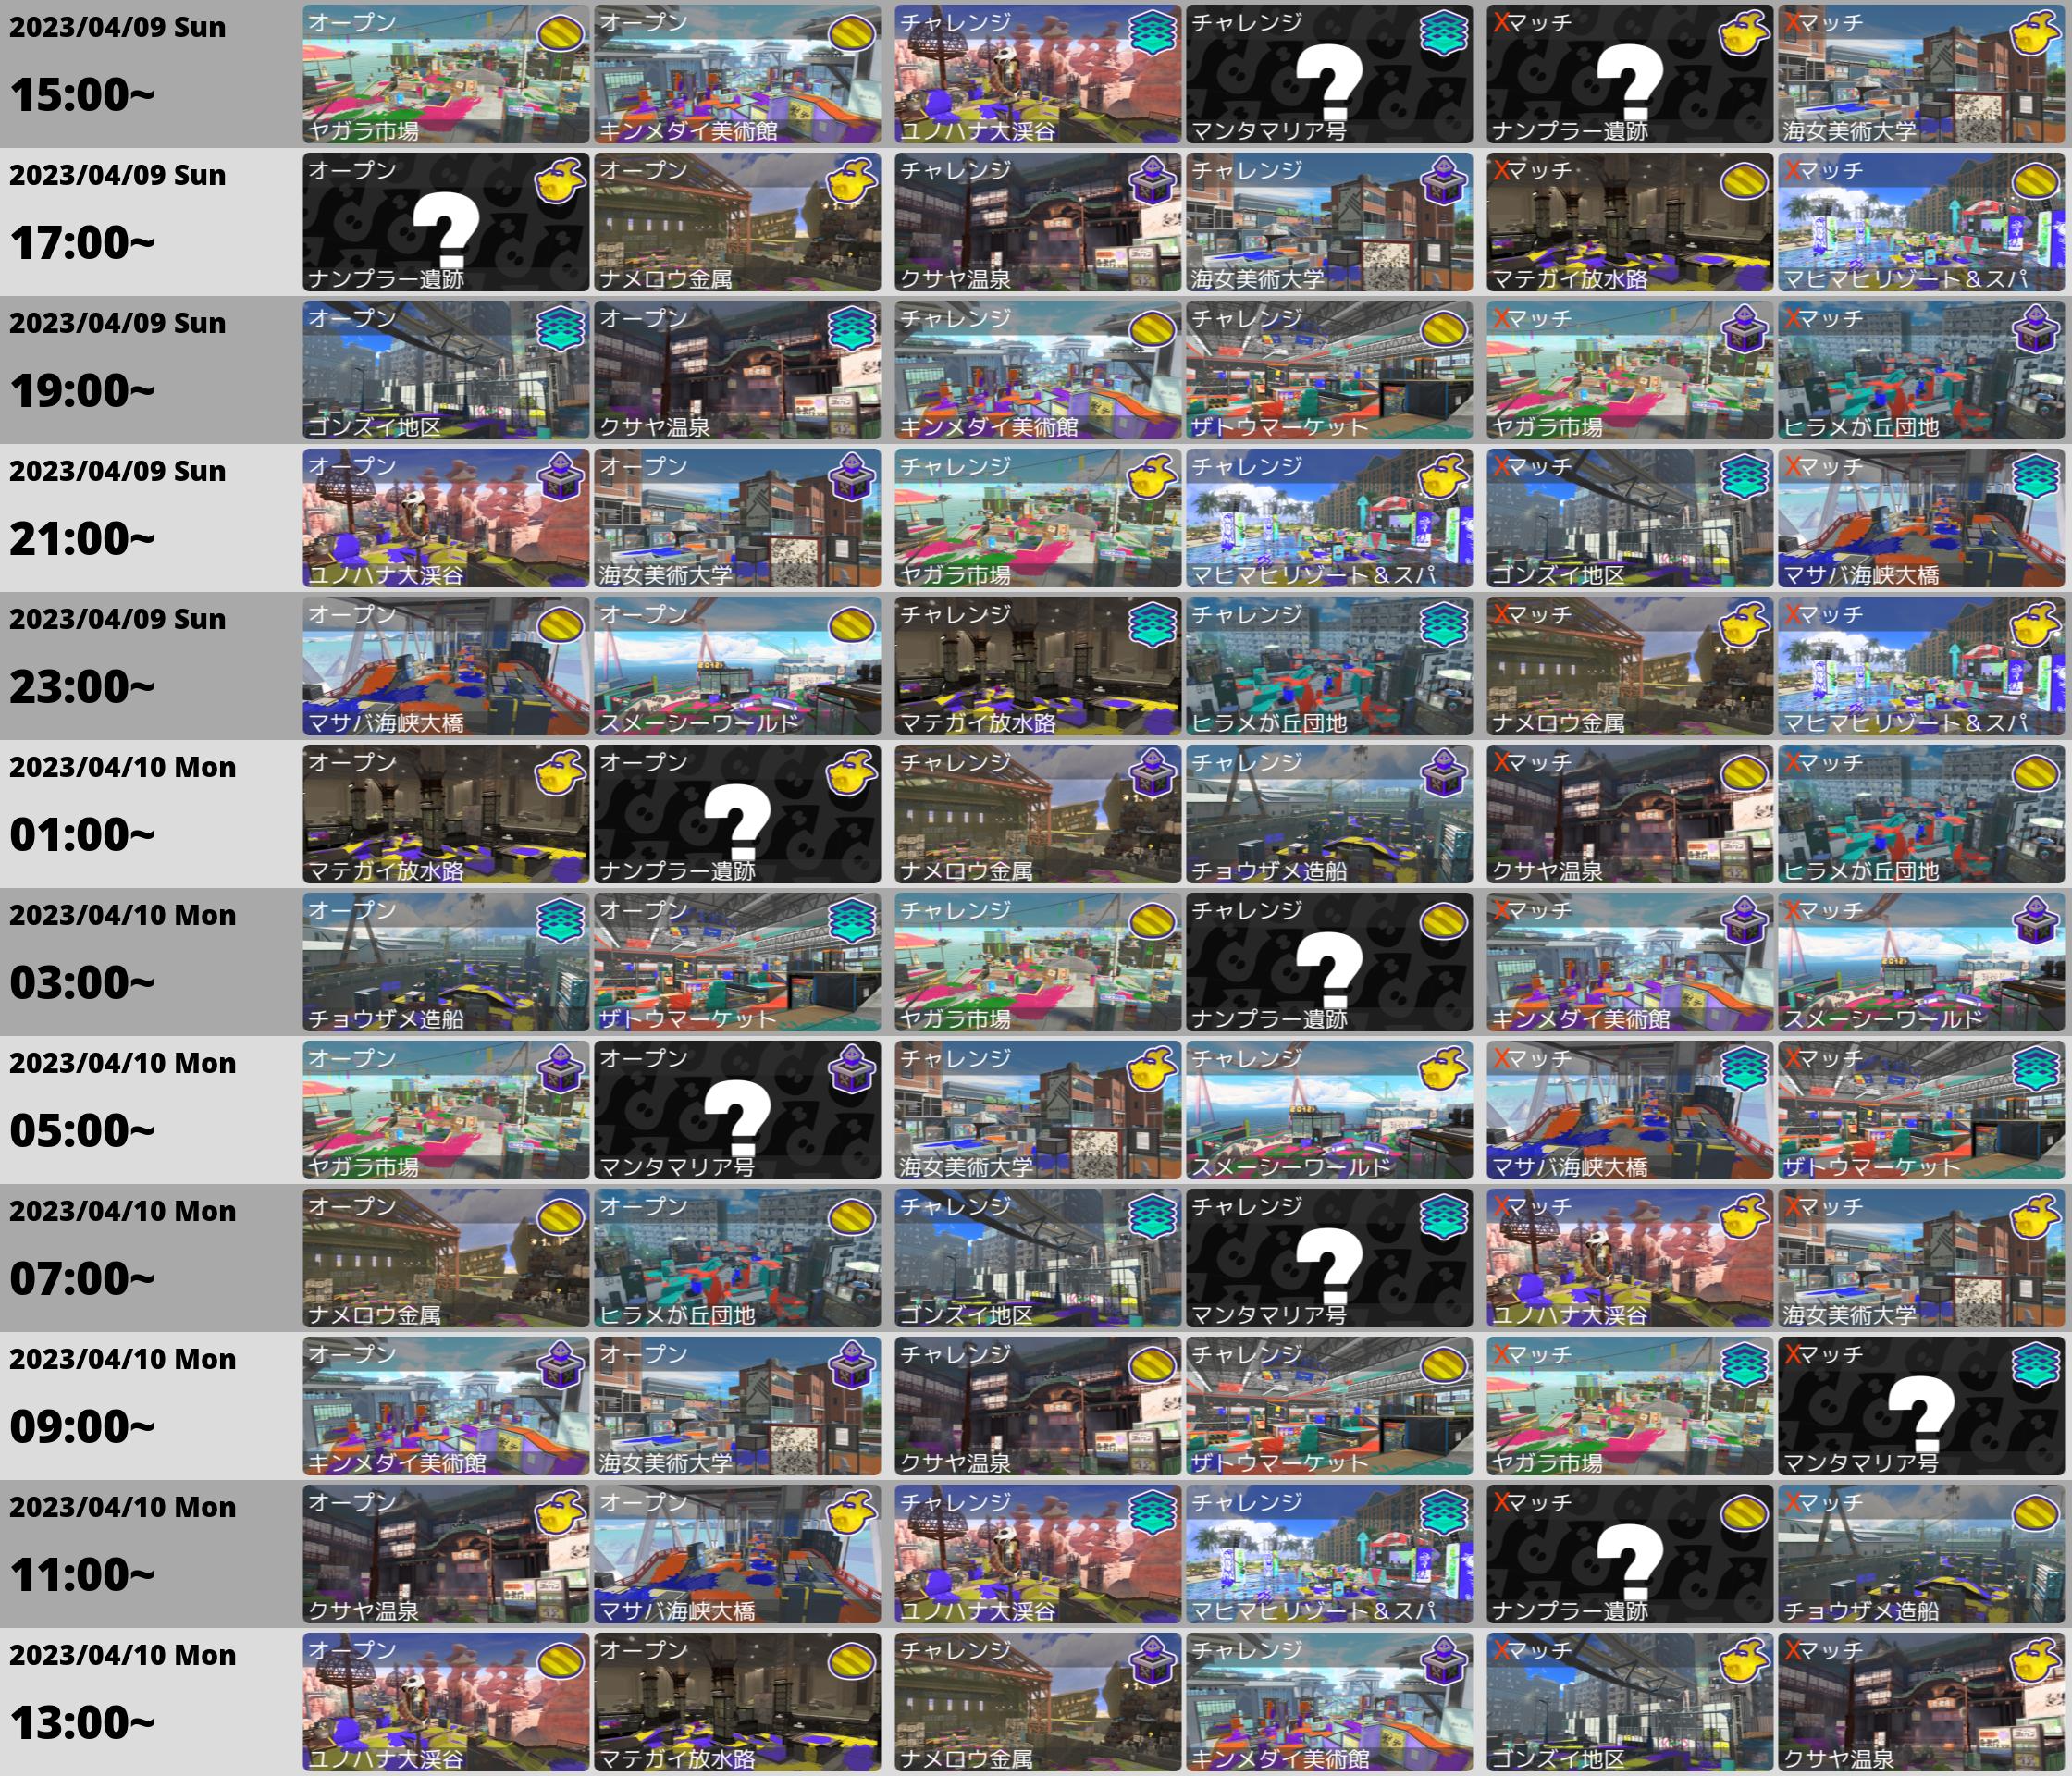 2023/04/09 Sun
15:00~
オープン
ヤガラ市場
オープン
キンメダイ美術館
チャレンジ
ユノハナ大渓谷
チャレンジ
マンタマリア号
Xマッチ
ナンプラー遺跡
Xマッチ
海女美術大学
2023/04/09 Sun
17:00~
オープン
ナンプラー遺跡
オープン
ナメロウ金属
チャレンジ
クサヤ温泉
チャレンジ
海女美術大学
Xマッチ
マテガイ放水路
Xマッチ
マヒマヒリゾート&スパ
2023/04/09 Sun
19:00~
オープン
ゴンズイ地区
オープン
クサヤ温泉
チャレンジ
キンメダイ美術館
チャレンジ
ザトウマーケット
Xマッチ
ヤガラ市場
Xマッチ
ヒラメが丘団地
2023/04/09 Sun
21:00~
オープン
ユノハナ大渓谷
オープン
海女美術大学
チャレンジ
ヤガラ市場
チャレンジ
マヒマヒリゾート&スパ
Xマッチ
ゴンズイ地区
Xマッチ
マサバ海峡大橋
2023/04/09 Sun
23:00~
オープン
マサバ海峡大橋
オープン
スメーシーワールド
チャレンジ
マテガイ放水路
チャレンジ
ヒラメが丘団地
Xマッチ
ナメロウ金属
Xマッチ
マヒマヒリゾート&スパ
2023/04/10 Mon
01:00~
オープン
マテガイ放水路
オープン
ナンプラー遺跡
チャレンジ
ナメロウ金属
チャレンジ
チョウザメ造船
Xマッチ
クサヤ温泉
Xマッチ
ヒラメが丘団地
2023/04/10 Mon
03:00~
オープン
チョウザメ造船
オープン
ザトウマーケット
チャレンジ
ヤガラ市場
チャレンジ
ナンプラー遺跡
Xマッチ
キンメダイ美術館
Xマッチ
スメーシーワールド
2023/04/10 Mon
05:00~
オープン
ヤガラ市場
オープン
マンタマリア号
チャレンジ
海女美術大学
チャレンジ
スメーシーワールド
Xマッチ
マサバ海峡大橋
Xマッチ
ザトウマーケット
2023/04/10 Mon
07:00~
オープン
ナメロウ金属
オープン
ヒラメが丘団地
チャレンジ
ゴンズイ地区
チャレンジ
マンタマリア号
Xマッチ
ユノハナ大渓谷
Xマッチ
海女美術大学
2023/04/10 Mon
09:00~
オープン
キンメダイ美術館
オープン
海女美術大学
チャレンジ
クサヤ温泉
チャレンジ
ザトウマーケット
Xマッチ
ヤガラ市場
Xマッチ
マンタマリア号
2023/04/10 Mon
11:00~
オープン
クサヤ温泉
オープン
マサバ海峡大橋
チャレンジ
ユノハナ大渓谷
チャレンジ
マヒマヒリゾート&スパ
Xマッチ
ナンプラー遺跡
Xマッチ
チョウザメ造船
2023/04/10 Mon
13:00~
オープン
ユノハナ大渓谷
オープン
マテガイ放水路
チャレンジ
ナメロウ金属
チャレンジ
キンメダイ美術館
Xマッチ
ゴンズイ地区
Xマッチ
クサヤ温泉